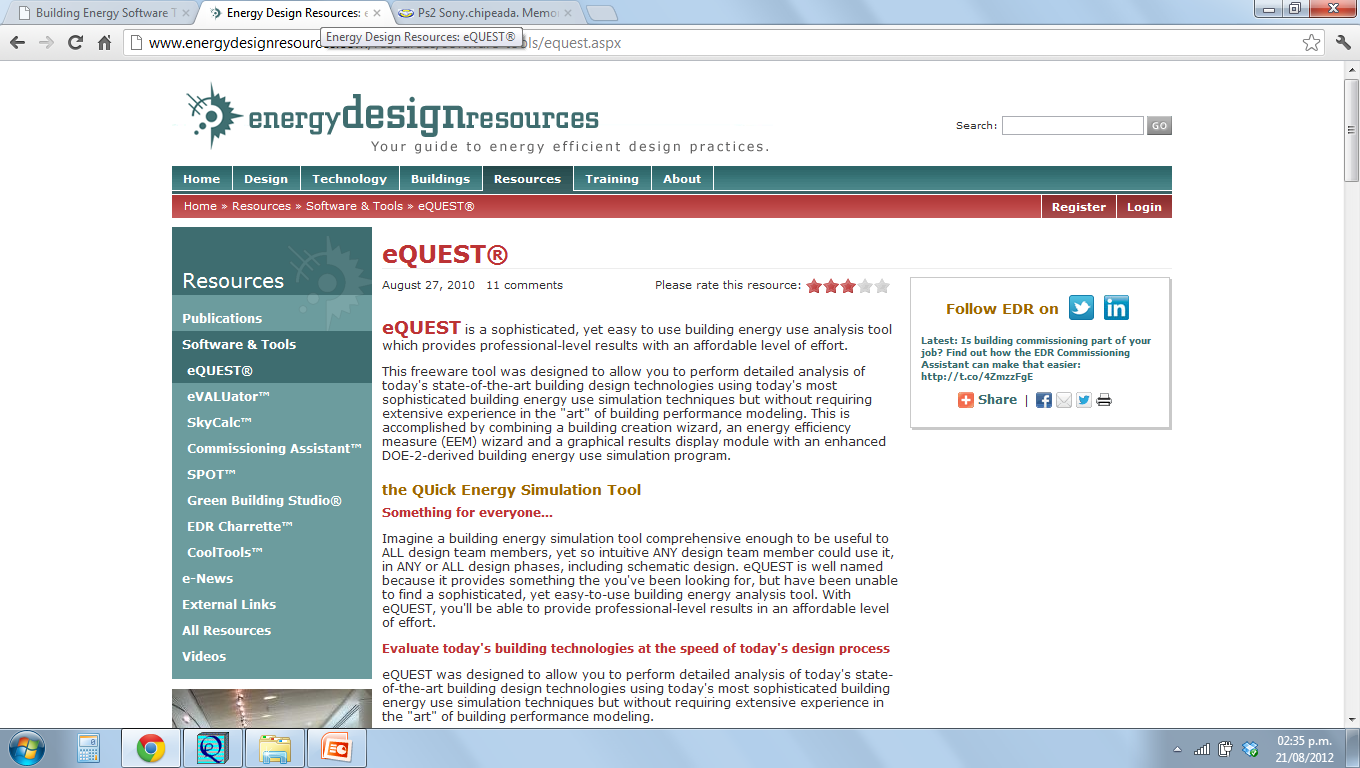 Building Energy Software T
Energy Design Resources: e
Ps2 Sony.chipeada. Memo
www.energydesignresour
Energy Design Resources: eQUEST®
ls/equest.aspx
energydesignresources
Your guide to energy efficient design practices.
Search:
GO
Home
Design
Technology
Buildings
Resources
Training
About
Home » Resources » Software & Tools » eQUEST®
Register
Login
Resources
Publications
Software & Tools
eQUEST®
eVALUator™
SkyCalc™
Commissioning Assistant™
SPOT™
Green Building Studio®
EDR Charrette™
CoolTools™
e-News
External Links
All Resources
Videos
eQUEST®
August 27, 2010 11 comments
Please rate this resource:
eQUEST is a sophisticated, yet easy to use building energy use analysis tool
which provides professional-level results with an affordable level of effort.
This freeware tool was designed to allow you to perform detailed analysis of
today's state-of-the-art building design technologies using today's most
sophisticated building energy use simulation techniques but without requiring
extensive experience in the "art" of building performance modeling. This is
accomplished by combining a building creation wizard, an energy efficiency
measure (EEM) wizard and a graphical results display module with an enhanced
DOE-2-derived building energy use simulation program.
the QUick Energy Simulation Tool
Something for everyone...
Imagine a building energy simulation tool comprehensive enough to be useful to
ALL design team members, yet so intuitive ANY design team member could use it,
in ANY or ALL design phases, including schematic design. eQUEST is well named
because it provides something the you've been looking for, but have been unable
to find a sophisticated, yet easy-to-use building energy analysis tool. With
eQUEST, you'll be able to provide professional-level results in an affordable level
of effort.
Evaluate today's building technologies at the speed of today's design process
eQUEST was designed to allow you to perform detailed analysis of today's state-
of-the-art building design technologies using today's most sophisticated building
energy use simulation techniques but without requiring extensive experience in
the "art" of building performance modeling.
Follow EDR on
Latest: Is building commissioning part of your
job? Find out how the EDR Commissioning
Assistant can make that easier:
http://t.co/4ZmzzFgE
Share |
02:35 p.m.
21/08/2012